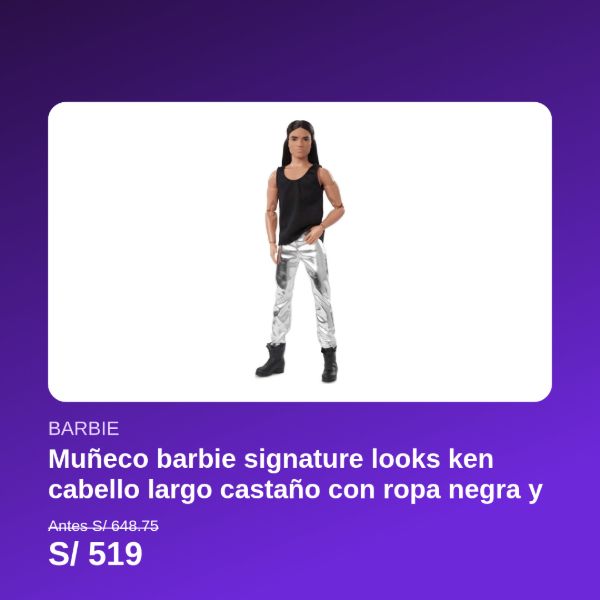 BARBIE
Muñeco barbie signature looks ken
cabello largo castaño con ropa negra y
Antes S/ 648.75
S/ 519